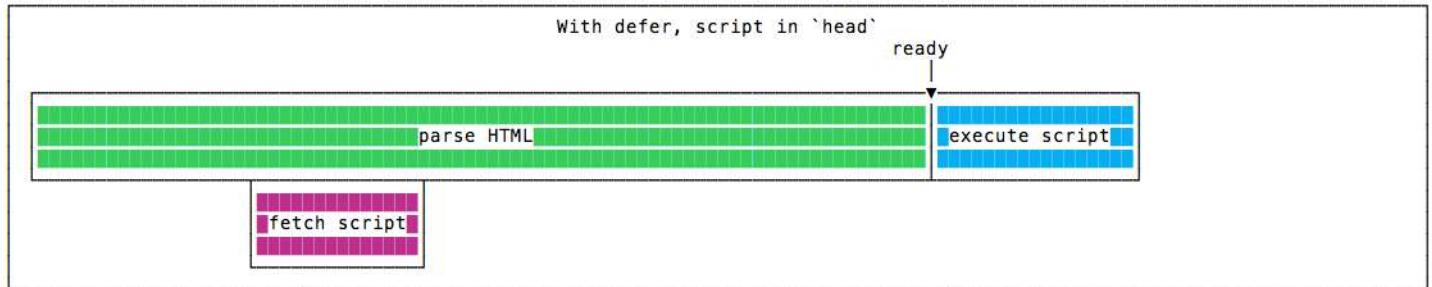 With defer, script in `head`
ready
parse HTML
execute script
fetch script